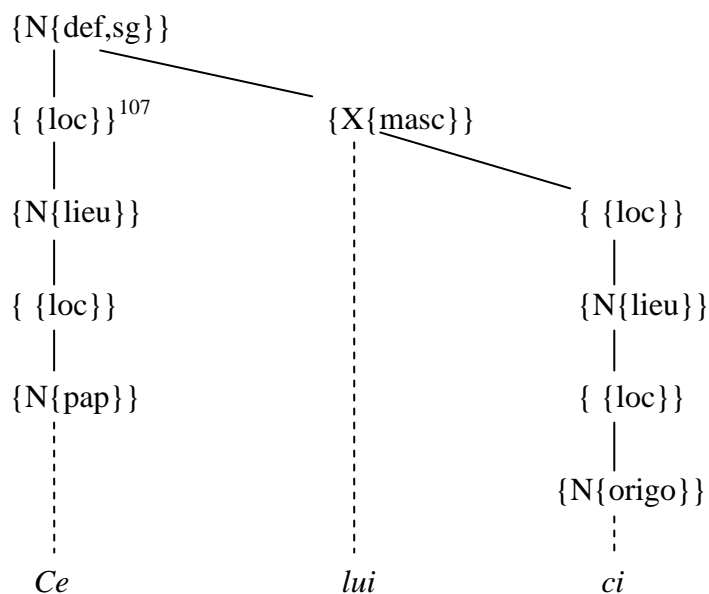 {N{def,sg}}
{ {loc}}107 {X{masc}}
{N{lieu}} { {loc}}
{ {loc}} {N{lieu}}
{N{pap}} { {loc}}
{N{origo}}
Ce lui ci